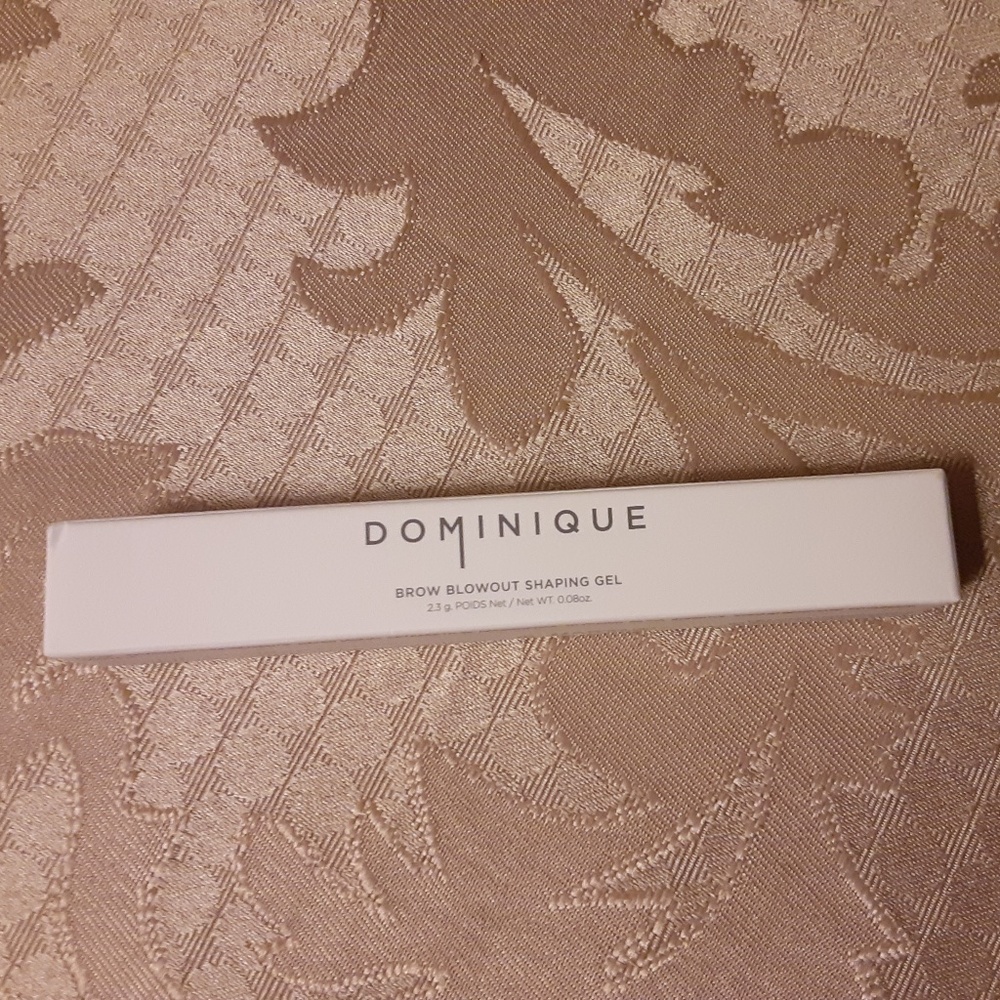 DOMINIQUE
BROW BLOWOUT SHAPING GEL
2.3 g. POIDS Net / Net WT. 0.08oz.